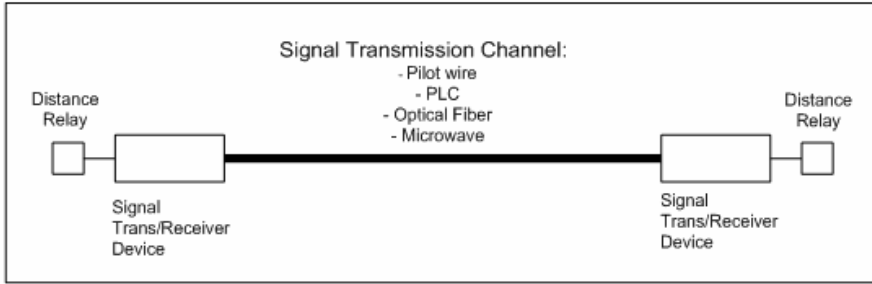 Signal Transmission Channel:
- Pilot wire
- PLC
- Optical Fiber
- Microwave
Distance
Relay
Distance
Relay
Signal
Trans/Receiver
Device
Signal
Trans/Receiver
Device